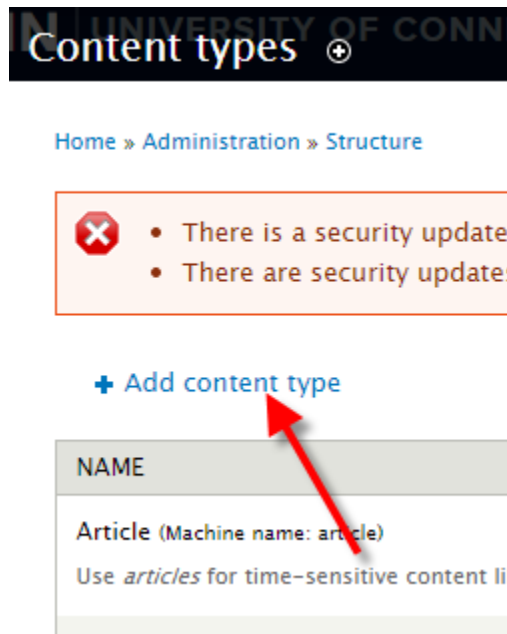 UNIVERSITY OF CONN
Content types
Home » Administration » Structure
• There is a security update
• There are security updates
+ Add content type
NAME
Article (Machine name: article)
Use articles for time-sensitive content li